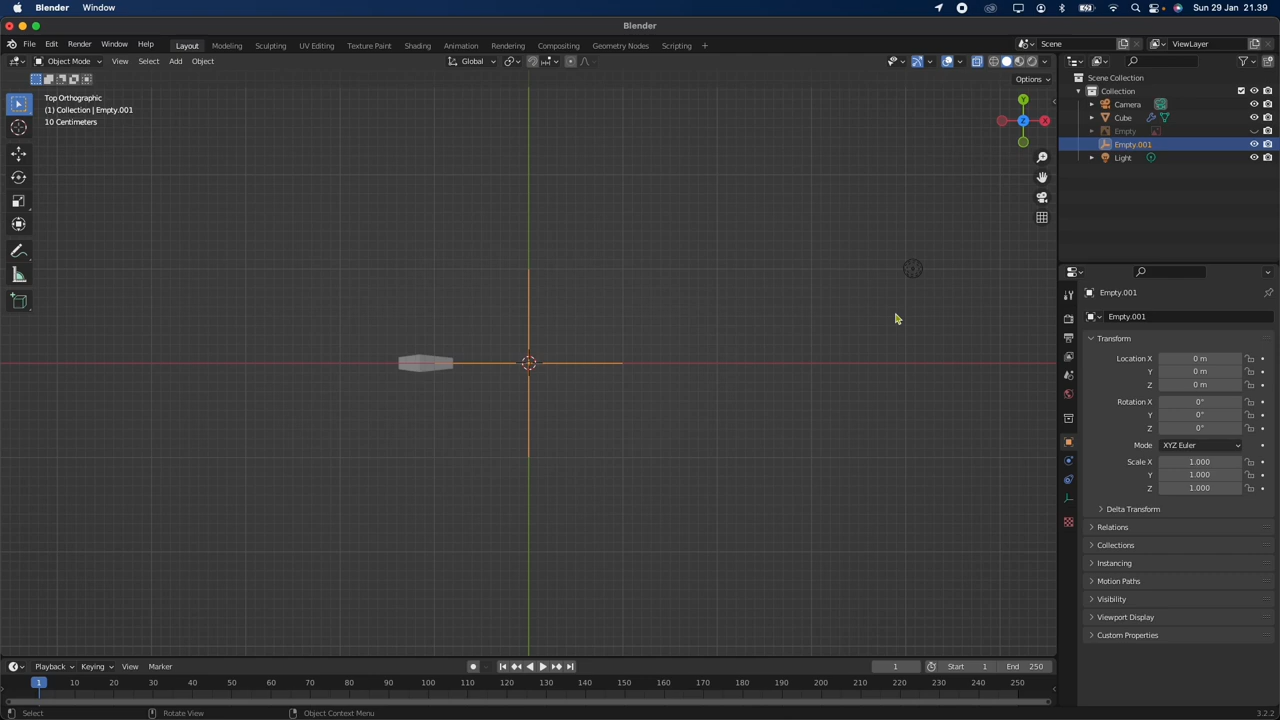 Blender Window Sun 29 Jan 21.39
Blender
File Edit Render Window Help Layout Modeling Sculpting UV Editing Texture Paint Shading Animation Rendering Compositing Geometry Nodes Scripting + Scene ViewLayer
Object Mode View Select Add Object Global
Options
Top Orthographic
(1) Collection | Empty.001
10 Centimeters
Y
X
Z
Scene Collection
Collection
Camera
Cube
Empty
Empty.001
Light
Empty.001
Empty.001
Transform
Location X 0 m
Y 0 m
Z 0 m
Rotation X 0°
Y 0°
Z 0°
Mode XYZ Euler
Scale X 1.000
Y 1.000
Z 1.000
Delta Transform
Relations
Collections
Instancing
Motion Paths
Visibility
Viewport Display
Custom Properties
Playback Keying View Marker 1 Start 1 End 250
1 10 20 30 40 50 60 70 80 90 100 110 120 130 140 150 160 170 180 190 200 210 220 230 240 250
Select Rotate View Object Context Menu 3.2.2